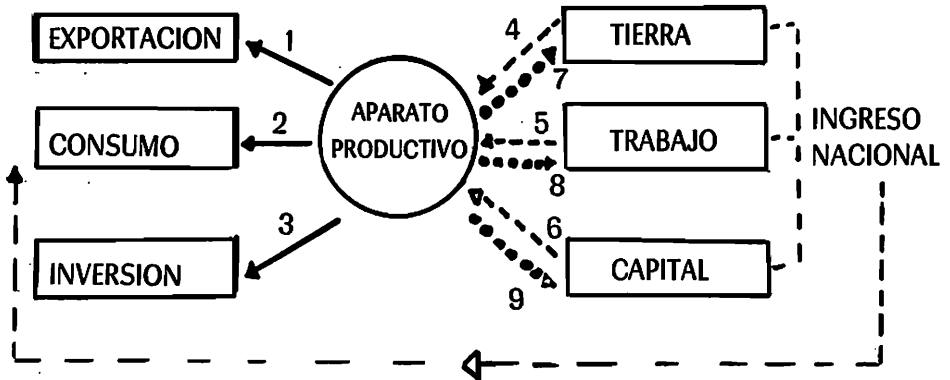 EXPORTACION
1
4
TIERRA
7
APARATO
PRODUCTIVO
CONSUMO
2
5
TRABAJO
8
INGRESO
NACIONAL
INVERSION
3
6
CAPITAL
9